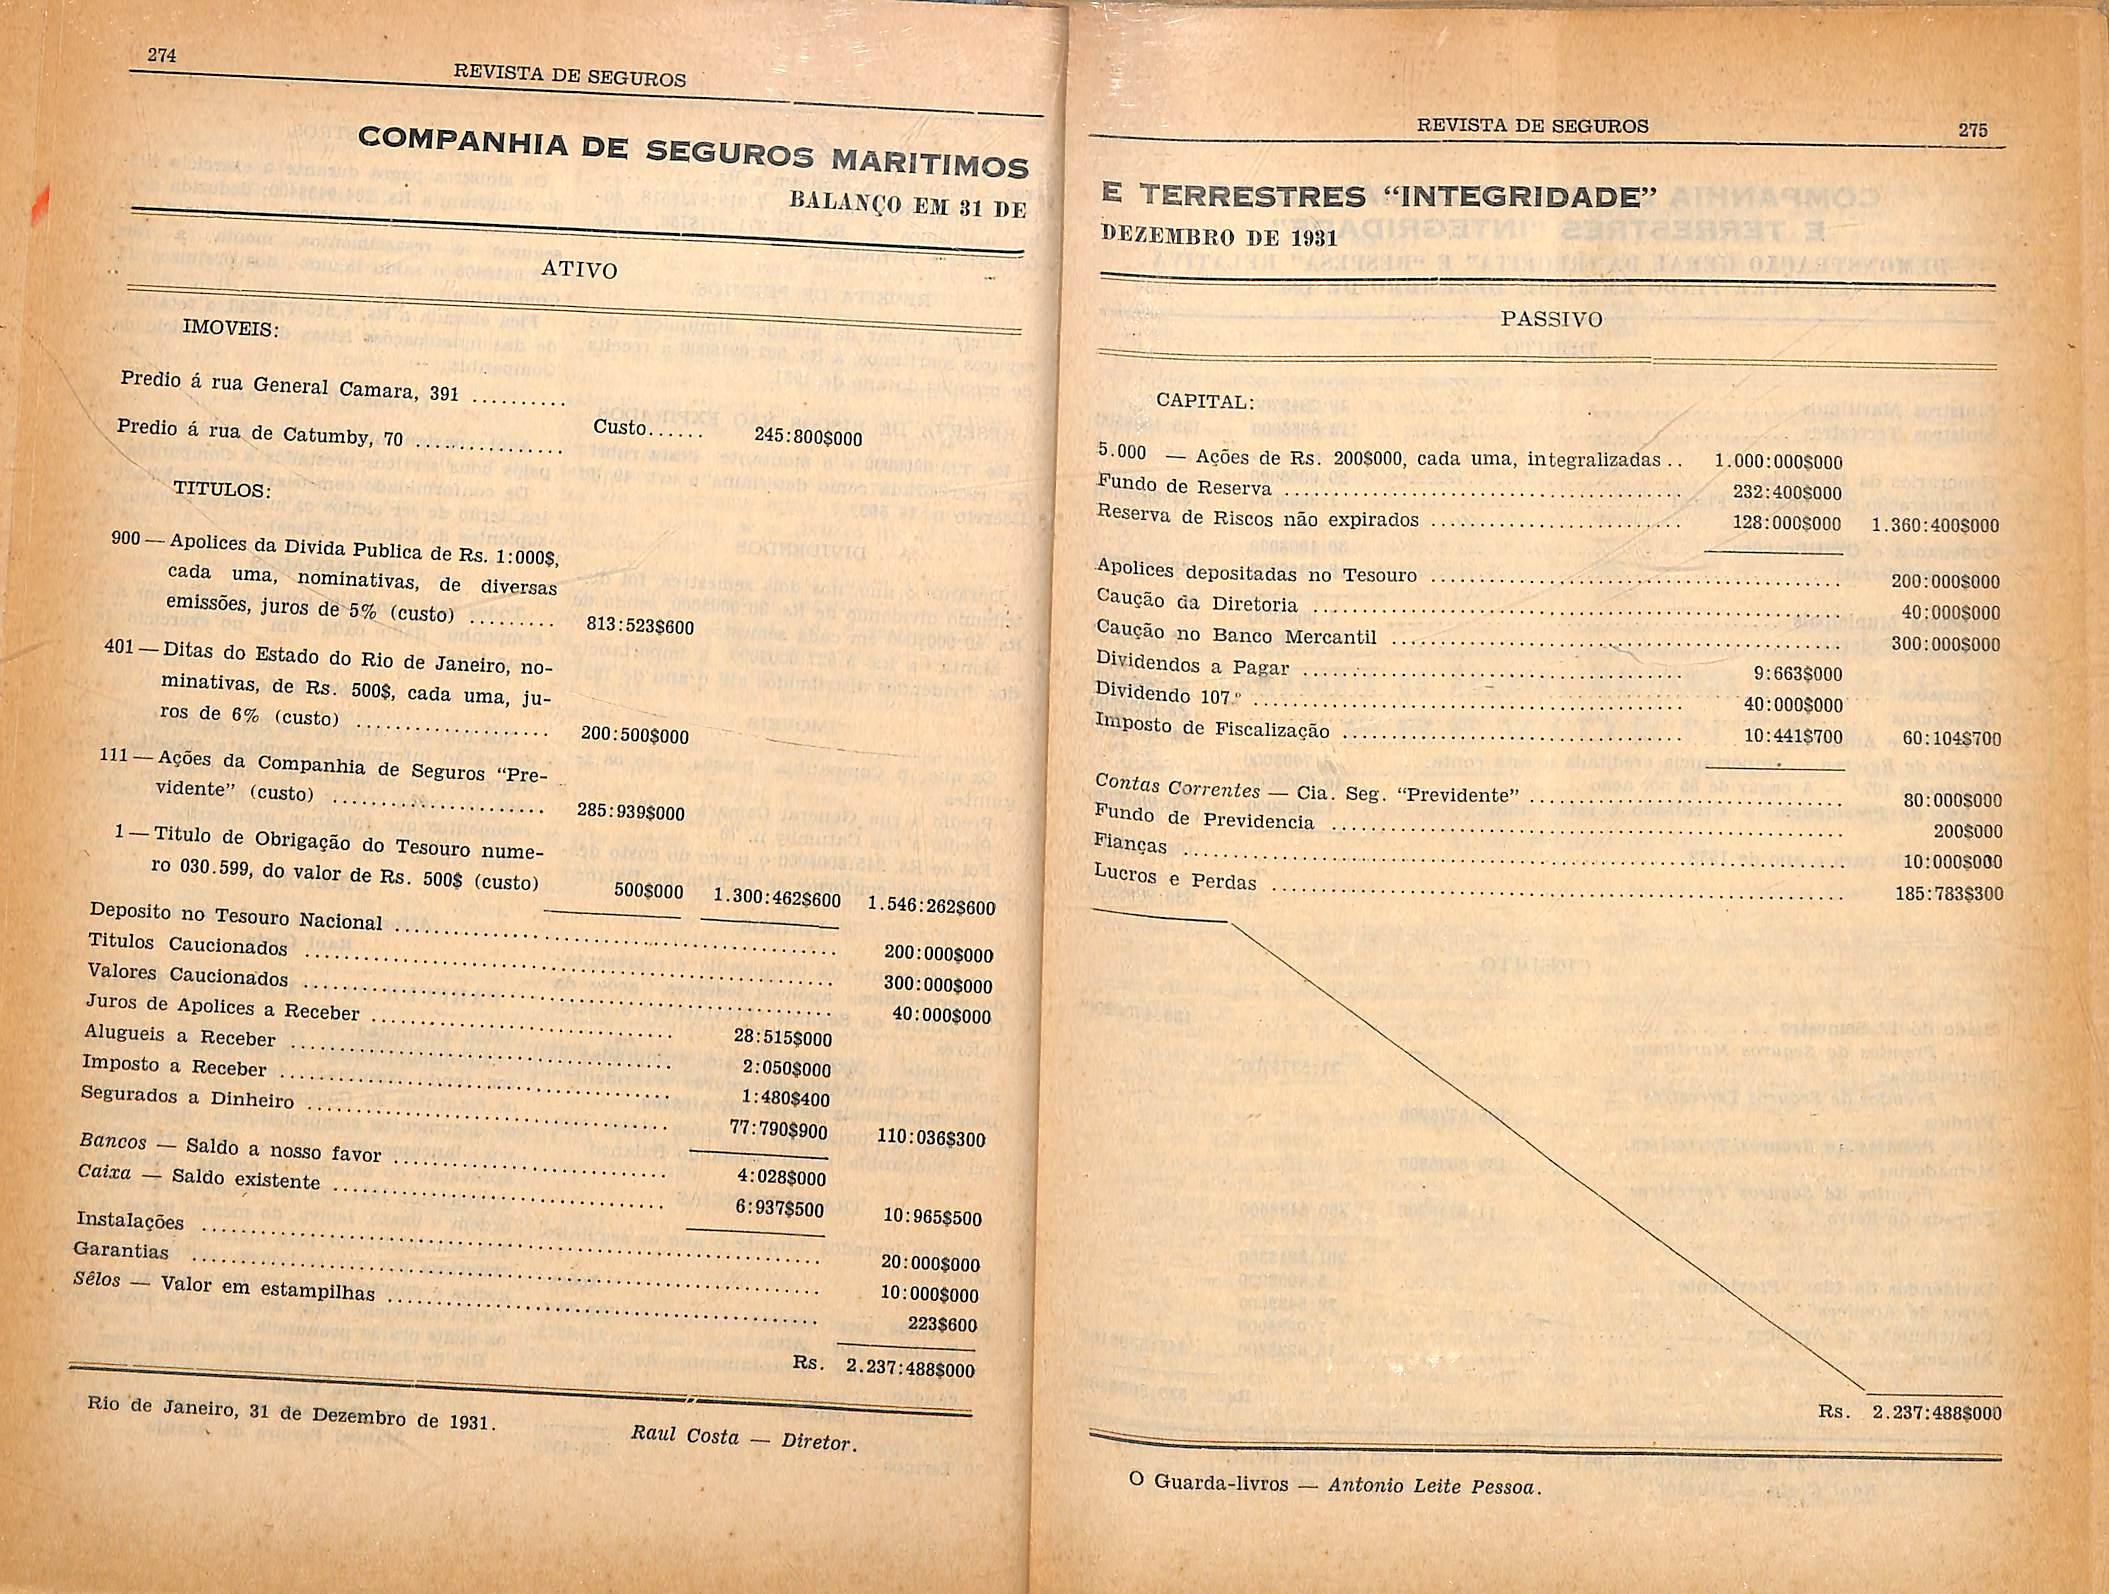 274
REVISTA DE SEGUROS
COMPANHIA DE SEGUROS MARITIMOS
BALANÇO EM 31 DE
ATIVO
IMOVEIS:
Predio á rua General Camara, 391 ..........
Predio á rua de Catumby, 70 ................ Custo...... 245:800$000
TITULOS:
900 — Apolices da Divida Publica de Rs. 1:000$,
cada uma, nominativas, de diversas
emissões, juros de 5% (custo) ......... 813:523$600
401 — Ditas do Estado do Rio de Janeiro, no-
minativas, de Rs. 500$, cada uma, ju-
ros de 6% (custo) .................... 200:500$000
111 — Ações da Companhia de Seguros “Pre-
vidente” (custo) ...................... 285:939$000
1 — Titulo de Obrigação do Tesouro nume-
ro 030.599, do valor de Rs. 500$ (custo) 500$000 1.300:462$600 1.546:262$600
Deposito no Tesouro Nacional .............................................. 200:000$000
Titulos Caucionados ........................................................ 300:000$000
Valores Caucionados ........................................................ 40:000$000
Juros de Apolices a Receber ................................ 28:515$000
Alugueis a Receber ........................................ 2:050$000
Imposto a Receber ......................................... 1:480$400
Segurados a Dinheiro ...................................... 77:790$900 110:036$300
Bancos — Saldo a nosso favor ............................. 4:028$000
Caixa — Saldo existente ................................... 6:937$500 10:965$500
Instalações ................................................................ 20:000$000
Garantias .................................................................. 10:000$000
Sêlos — Valor em estampilhas .............................................. 223$600
Rs. 2.237:488$000
Rio de Janeiro, 31 de Dezembro de 1931.
Raul Costa — Diretor.
REVISTA DE SEGUROS 275
E TERRESTRES “INTEGRIDADE”
DEZEMBRO DE 1931
PASSIVO
CAPITAL:
5.000 — Ações de Rs. 200$000, cada uma, integralizadas .. 1.000:000$000
Fundo de Reserva .......................................... 232:400$000
Reserva de Riscos não expirados ........................... 128:000$000 1.360:400$000
Apolices depositadas no Tesouro ........................................... 200:000$000
Caução da Diretoria ........................................................ 40:000$000
Caução no Banco Mercantil ................................................. 300:000$000
Dividendos a Pagar ........................................ 9:663$000
Dividendo 107.º ............................................ 40:000$000
Imposto de Fiscalização ................................... 10:441$700 60:104$700
Contas Correntes — Cia. Seg. “Previdente” ................................. 80:000$000
Fundo de Previdencia ...................................................... 200$000
Fianças .................................................................... 10:000$000
Lucros e Perdas ............................................................ 185:783$300
Rs. 2.237:488$000
O Guarda-livros — Antonio Leite Pessoa.